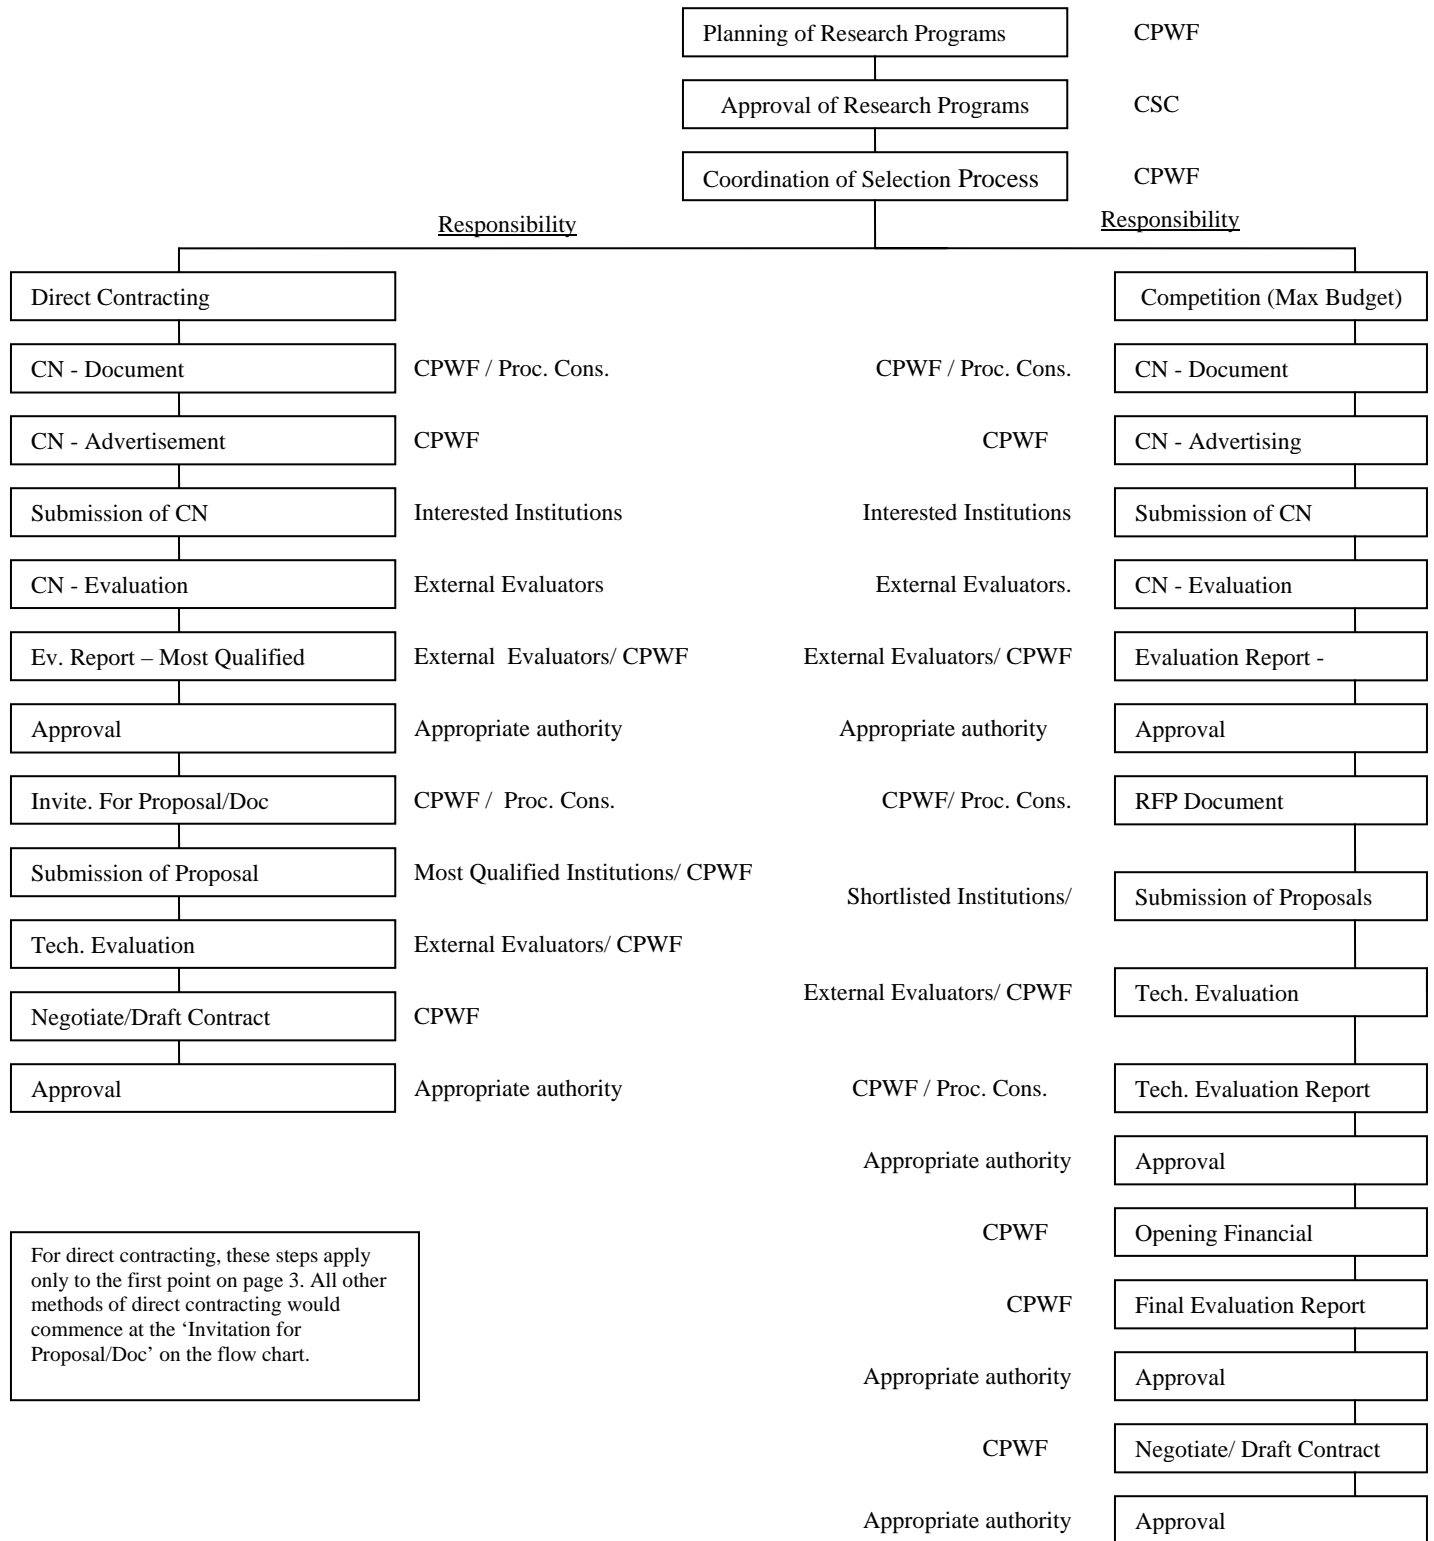 Planning of Research Programs
CPWF
Approval of Research Programs
CSC
Coordination of Selection Process
CPWF
Responsibility
Responsibility
Direct Contracting
Competition (Max Budget)
CN - Document
CPWF / Proc. Cons.
CPWF / Proc. Cons.
CN - Document
CN - Advertisement
CPWF
CPWF
CN - Advertising
Submission of CN
Interested Institutions
Interested Institutions
Submission of CN
CN - Evaluation
External Evaluators
External Evaluators.
CN - Evaluation
Ev. Report – Most Qualified
External Evaluators/ CPWF
External Evaluators/ CPWF
Evaluation Report -
Approval
Appropriate authority
Appropriate authority
Approval
Invite. For Proposal/Doc
CPWF / Proc. Cons.
CPWF/ Proc. Cons.
RFP Document
Submission of Proposal
Most Qualified Institutions/ CPWF
Shortlisted Institutions/
Submission of Proposals
Tech. Evaluation
External Evaluators/ CPWF
External Evaluators/ CPWF
Tech. Evaluation
Negotiate/Draft Contract
CPWF
Approval
Appropriate authority
CPWF / Proc. Cons.
Tech. Evaluation Report
Appropriate authority
Approval
CPWF
Opening Financial
For direct contracting, these steps apply
only to the first point on page 3. All other
methods of direct contracting would
commence at the ‘Invitation for
Proposal/Doc’ on the flow chart.
CPWF
Final Evaluation Report
Appropriate authority
Approval
CPWF
Negotiate/ Draft Contract
Appropriate authority
Approval